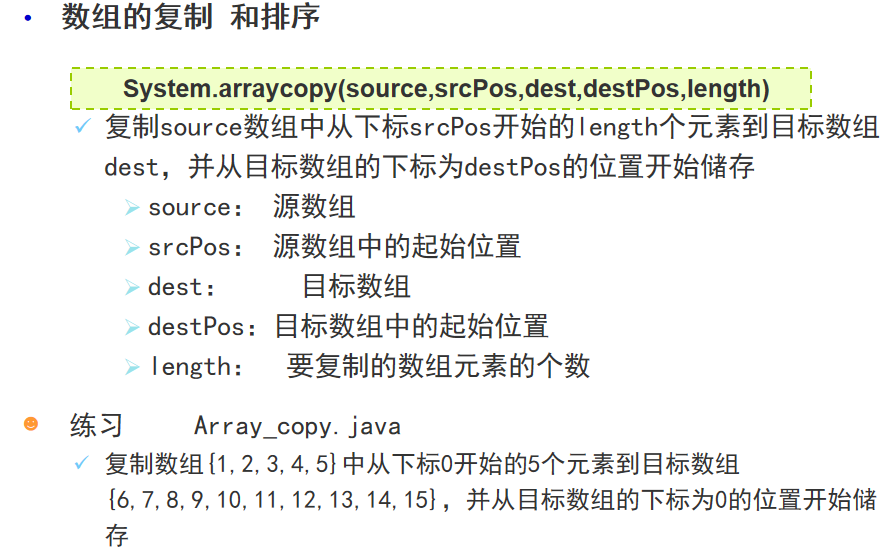 • 数组的复制 和排序
System.arraycopy(source,srcPos,dest,destPos,length)
✓ 复制source数组中从下标srcPos开始的length个元素到目标数组
dest，并从目标数组的下标为destPos的位置开始储存
➢ source： 源数组
➢ srcPos： 源数组中的起始位置
➢ dest： 目标数组
➢ destPos：目标数组中的起始位置
➢ length： 要复制的数组元素的个数
练习 Array_copy.java
✓ 复制数组{1,2,3,4,5}中从下标0开始的5个元素到目标数组
{6,7,8,9,10,11,12,13,14,15}，并从目标数组的下标为0的位置开始储
存